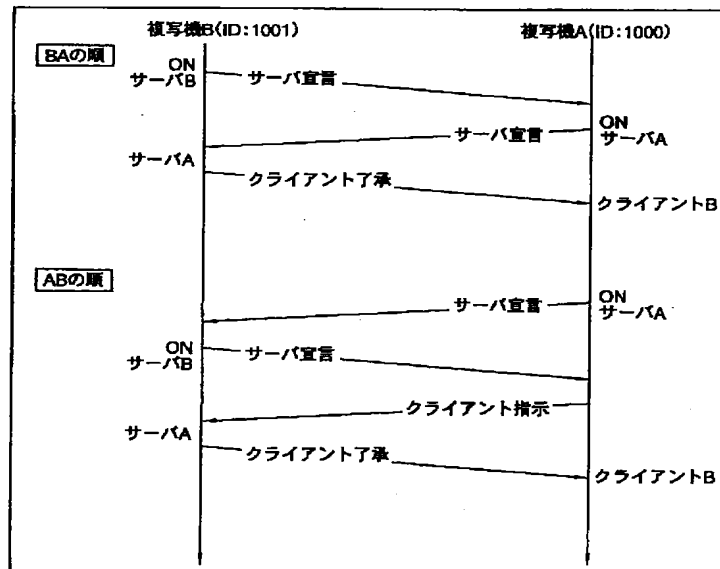 複写機B(ID:1001)
複写機A(ID:1000)
BAの順
ON
サーバB
サーバ宣言
サーバ宣言
ON
サーバA
サーバA
クライアント了承
クライアントB
ABの順
サーバ宣言
ON
サーバA
ON
サーバB
サーバ宣言
クライアント指示
サーバA
クライアント了承
クライアントB